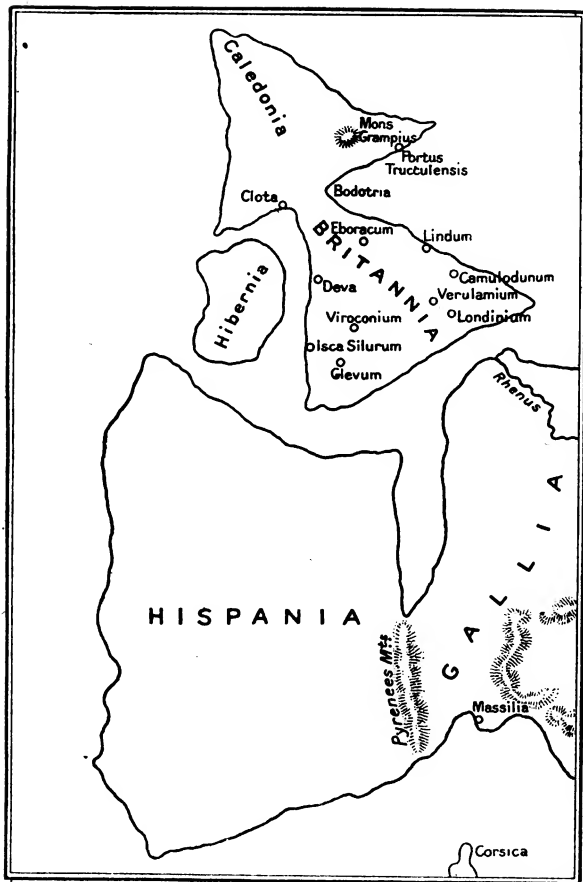 Caledonia
Mons
Grampius
Portus
Trucculensis
Bodotria
Clota
Eboracum
Lindum
BRITANNIA
Camulodunum
Deva
Verulamium
Hibernia
Viroconium
Londinium
Isca Silurum
Glevum
Rhenus
GALLIA
HISPANIA
Pyrenees Mts
Massilia
Corsica